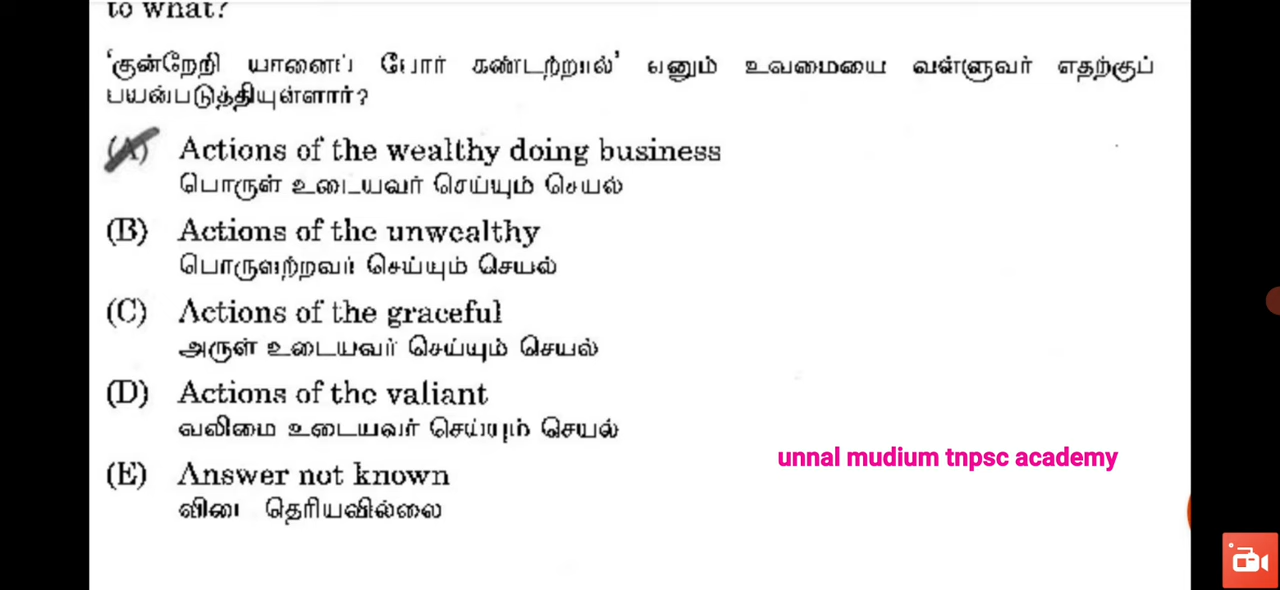 to what?
'குன்றேறி யானைப் போர் கண்டற்றால்' எனும் உவமையை வள்ளுவர் எதற்குப்
பயன்படுத்தியுள்ளார்?
(A) Actions of the wealthy doing business
பொருள் உடையவர் செய்யும் செயல்
(B) Actions of the unwealthy
பொருளற்றவர் செய்யும் செயல்
(C) Actions of the graceful
அருள் உடையவர் செய்யும் செயல்
(D) Actions of the valiant
வலிமை உடையவர் செய்யும் செயல்
unnal mudium tnpsc academy
(E) Answer not known
விடை தெரியவில்லை